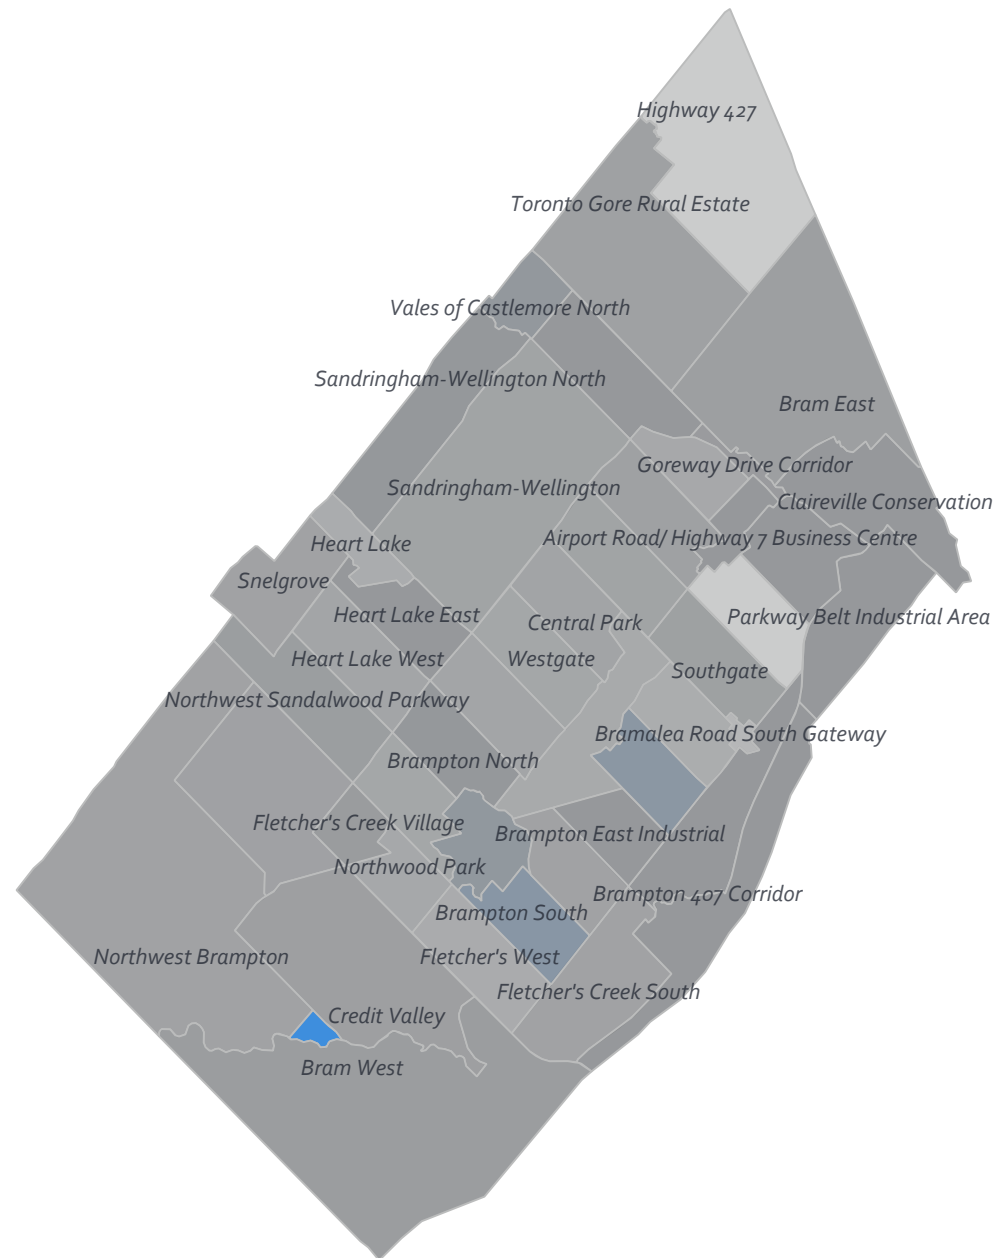 Highway 427
Toronto Gore Rural Estate
Vales of Castlemore North
Sandringham-Wellington North
Bram East
Goreway Drive Corridor
Sandringham-Wellington
Claireville Conservation
Airport Road/ Highway 7 Business Centre
Heart Lake
Snelgrove
Heart Lake East
Parkway Belt Industrial Area
Central Park
Heart Lake West
Westgate
Southgate
Northwest Sandalwood Parkway
Bramalea Road South Gateway
Brampton North
Fletcher's Creek Village
Brampton East Industrial
Northwood Park
Brampton 407 Corridor
Brampton South
Northwest Brampton
Fletcher's West
Fletcher's Creek South
Credit Valley
Bram West